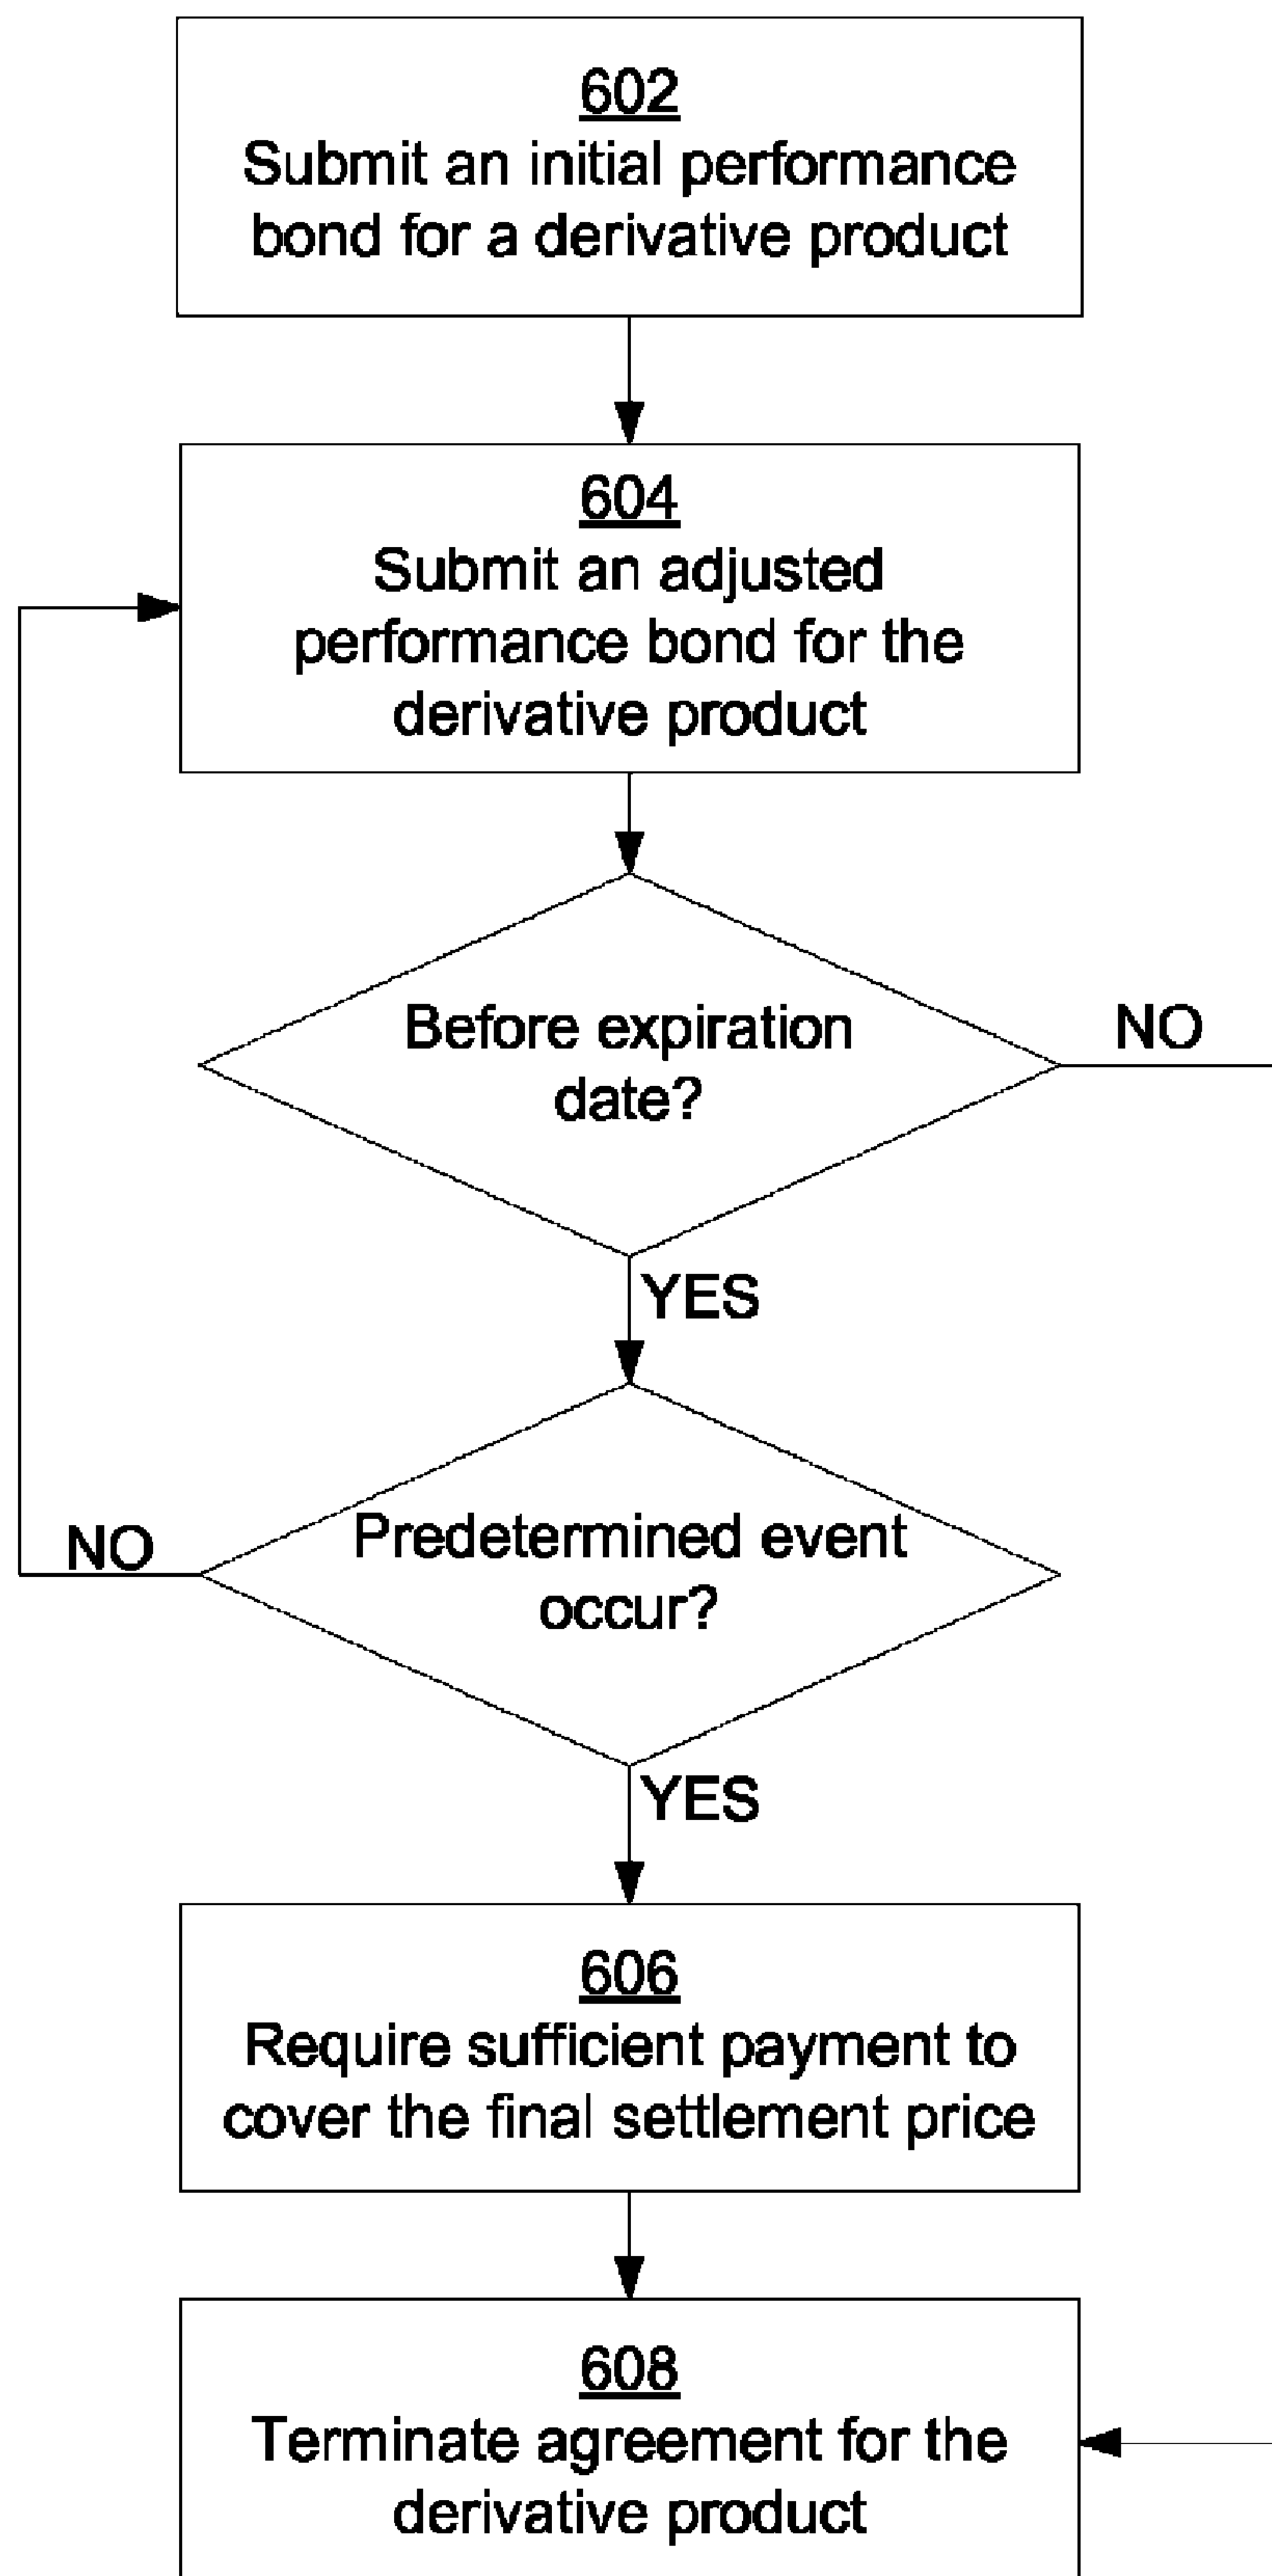 602
Submit an initial performance
bond for a derivative product
604
Submit an adjusted
performance bond for the
derivative product
Before expiration
date?
NO
YES
Predetermined event
occur?
NO
YES
606
Require sufficient payment to
cover the final settlement price
608
Terminate agreement for the
derivative product